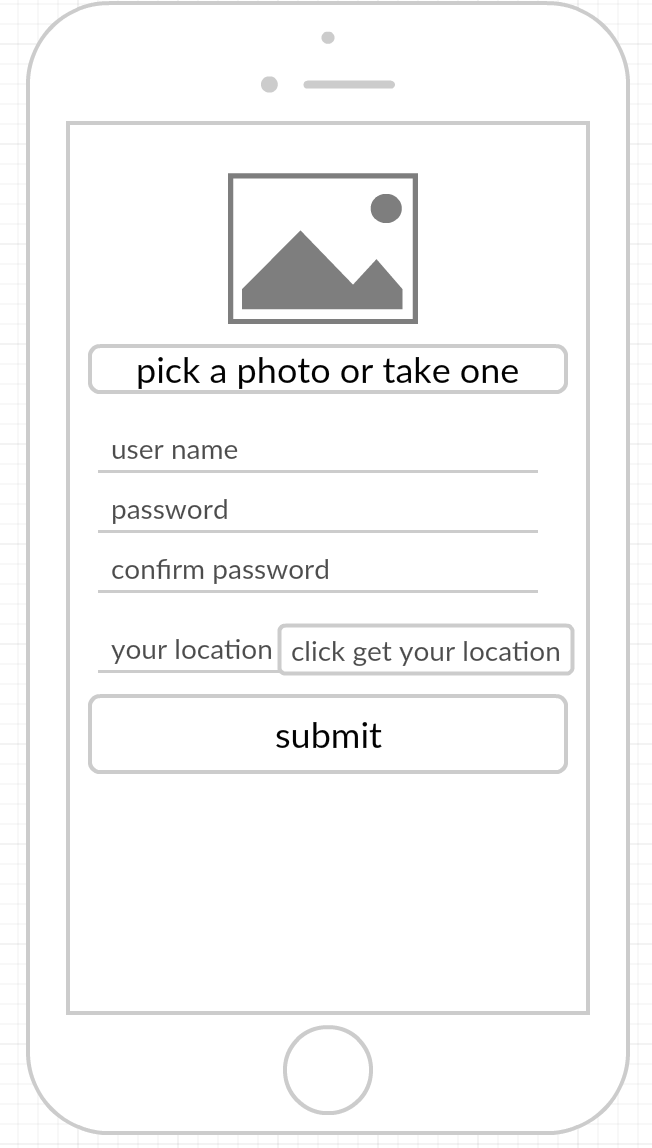 pick a photo or take one
user name
password
confirm password
your location click get your location
submit